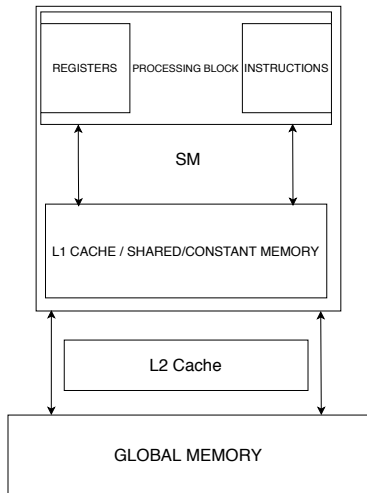 REGISTERS
PROCESSING BLOCK
INSTRUCTIONS
SM
L1 CACHE / SHARED/CONSTANT MEMORY
L2 Cache
GLOBAL MEMORY